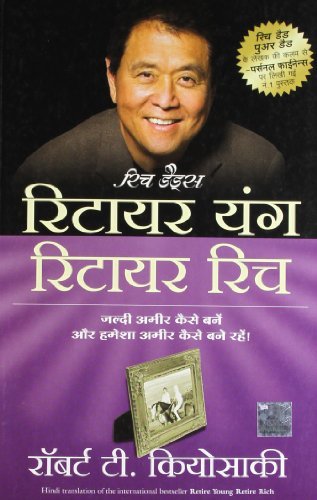 रिच डैड
पुअर डैड
के लेखक की कलम से
-पर्सनल फ़ाइनेन्स
पर लिखी गई
नं 1 पुस्तक
रिच डैड्स
रिटायर यंग
रिटायर रिच
जल्दी अमीर कैसे बनें
और हमेशा अमीर कैसे बने रहें!
रॉबर्ट टी. कियोसाकी
Hindi translation of the international bestseller Retire Young Retire Rich